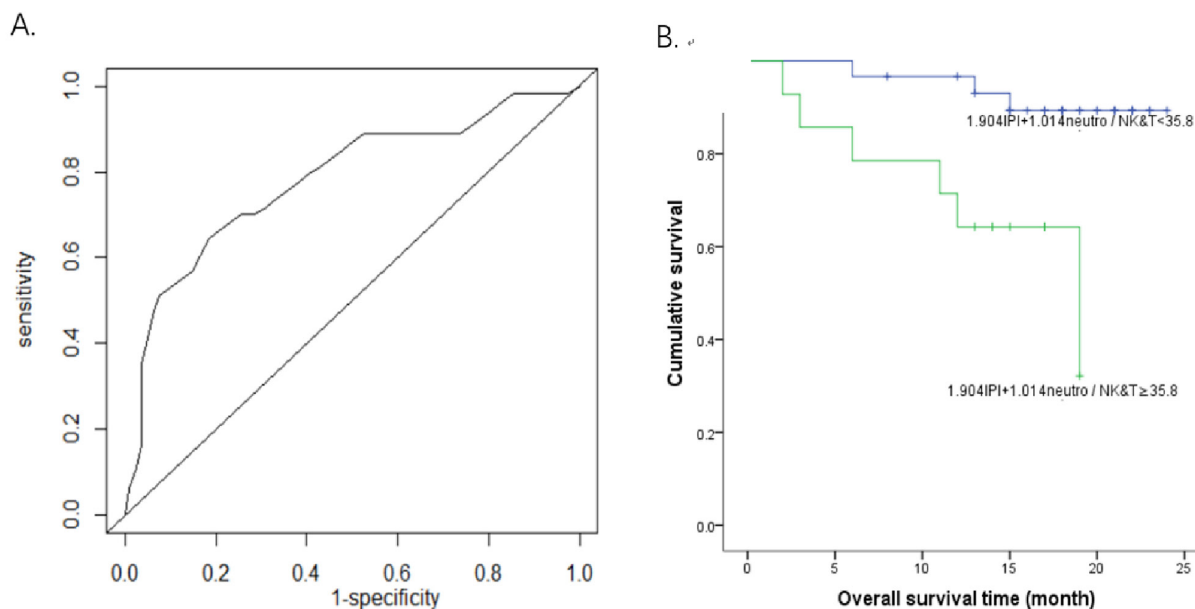 A.
sensitivity
1.0
0.8
0.6
0.4
0.2
0.0
0.0 0.2 0.4 0.6 0.8 1.0
1-specificity
B.
Cumulative survival
0.8
0.6
0.4
0.2
0.0
1.904IPI+1.014neutro / NK&T<35.8
1.904IPI+1.014neutro / NK&T≥35.8
0 5 10 15 20 25
Overall survival time (month)